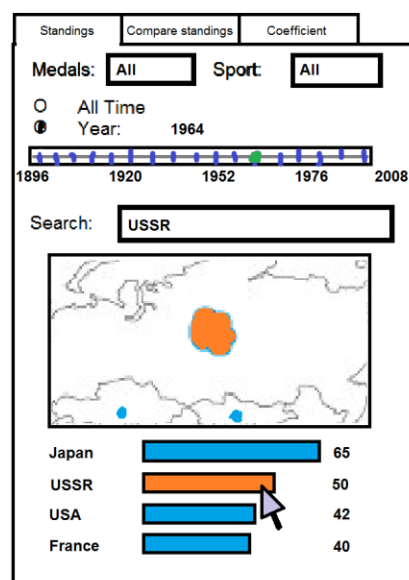 Standings Compare standings Coefficient
Medals: All Sport: All
All Time
Year: 1964
1896 1920 1952 1976 2008
Search: USSR
Japan 65
USSR 50
USA 42
France 40